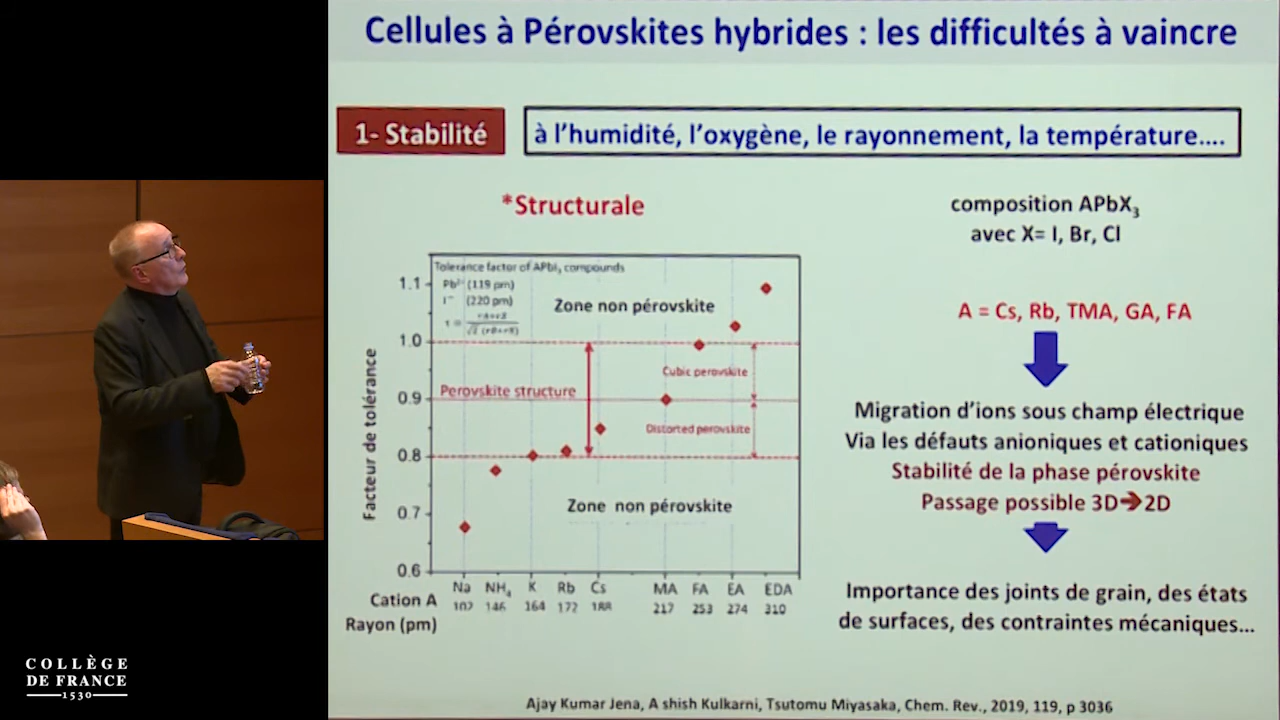 Cellules à Pérovskites hybrides : les difficultés à vaincre
1- Stabilité
à l'humidité, l'oxygène, le rayonnement, la température....
*Structurale
composition APbX3
avec X= I, Br, Cl
Tolerance factor of APbI3 compounds
Pb2+ (119 pm)
I- (220 pm)
Zone non pérovskite
1.1
1.0
0.9
0.8
0.7
0.6
Facteur de tolérance
Perovskite structure
Cubic perovskite
Distorted perovskite
Zone non pérovskite
Na NH4 K Rb Cs MA FA EA EDA
Cation A
102 146 164 172 188 217 253 274 310
Rayon (pm)
A = Cs, Rb, TMA, GA, FA
Migration d'ions sous champ électrique
Via les défauts anioniques et cationiques
Stabilité de la phase pérovskite
Passage possible 3D➔2D
Importance des joints de grain, des états
de surfaces, des contraintes mécaniques...
Ajay Kumar Jena, A shish Kulkarni, Tsutomu Miyasaka, Chem. Rev., 2019, 119, p 3036
COLLÈGE
DE FRANCE
1530